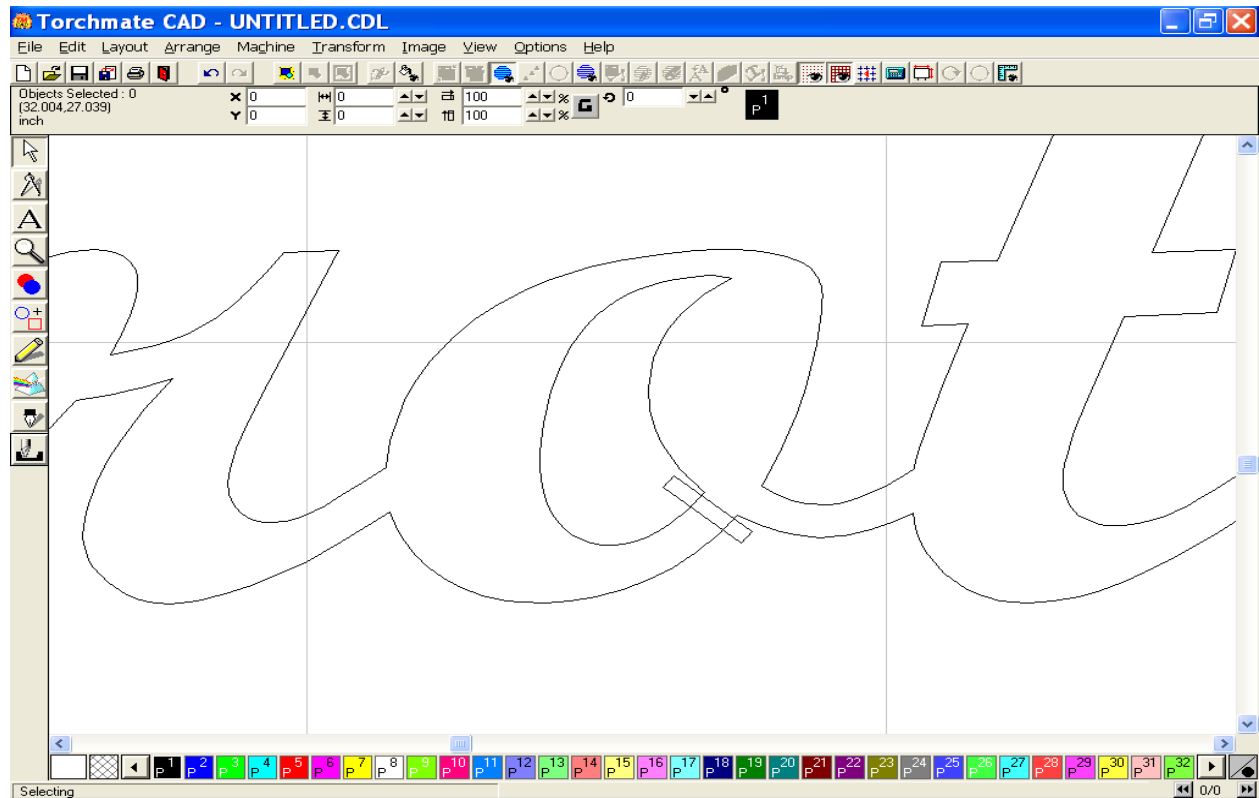 Torchmate CAD - UNTITLED.CDL
File Edit Layout Arrange Machine Transform Image View Options Help
Objects Selected : 0 X 0 0 100 % G 0 ° P 1
(32.004,27.039) Y 0 0 100 %
inch
A
uat
P 1 P 2 P 3 P 4 P 5 P 6 P 7 P 8 P 9 P 10 P 11 P 12 P 13 P 14 P 15 P 16 P 17 P 18 P 19 P 20 P 21 P 22 P 23 P 24 P 25 P 26 P 27 P 28 P 29 P 30 P 31 P 32
Selecting 0/0